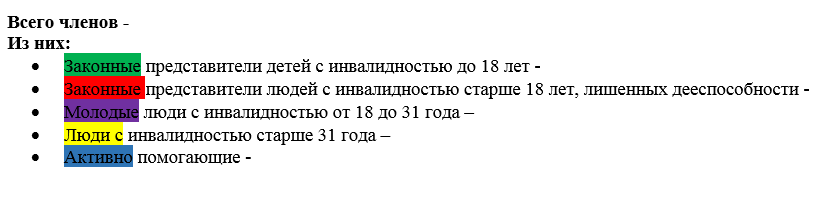 Всего членов -
Из них:
• Законные представители детей с инвалидностью до 18 лет -
• Законные представители людей с инвалидностью старше 18 лет, лишенных дееспособности -
• Молодые люди с инвалидностью от 18 до 31 года –
• Люди с инвалидностью старше 31 года –
• Активно помогающие -